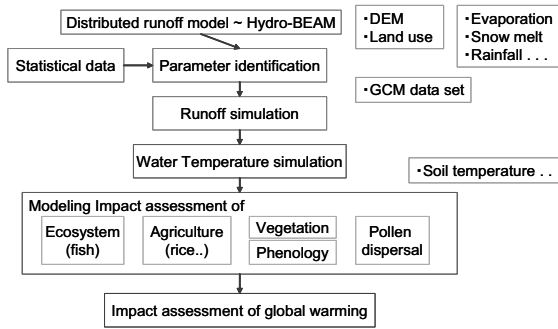 Distributed runoff model ~ Hydro-BEAM
・DEM
・Land use
・Evaporation
・Snow melt
・Rainfall . . .
Statistical data
Parameter identification
・GCM data set
Runoff simulation
Water Temperature simulation
・Soil temperature . .
Modeling Impact assessment of
Ecosystem
(fish)
Agriculture
(rice..)
Vegetation
Phenology
Pollen
dispersal
Impact assessment of global warming